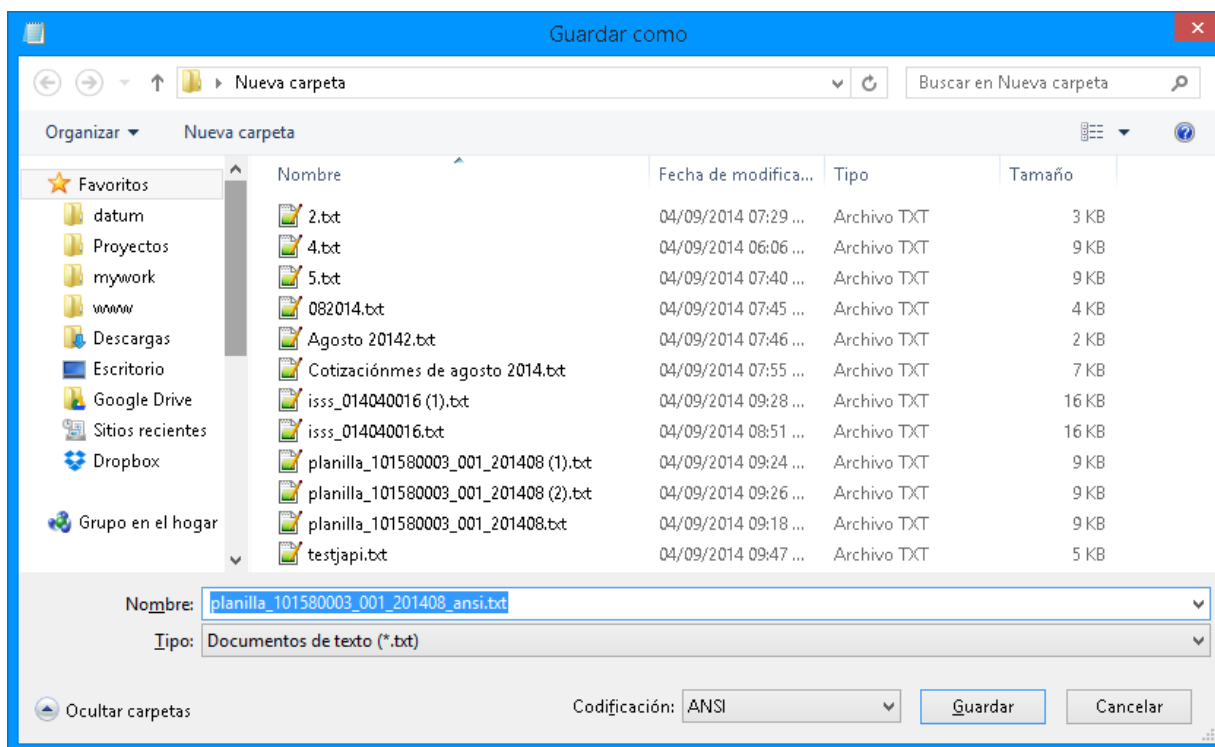 Guardar como
Nueva carpeta
Buscar en Nueva carpeta
Organizar Nueva carpeta
Nombre Fecha de modifica... Tipo Tamaño
Favoritos
datum
Proyectos
mywork
www
Descargas
Escritorio
Google Drive
Sitios recientes
Dropbox
Grupo en el hogar
2.txt 04/09/2014 07:29 ... Archivo TXT 3 KB
4.txt 04/09/2014 06:06 ... Archivo TXT 9 KB
5.txt 04/09/2014 07:40 ... Archivo TXT 9 KB
082014.txt 04/09/2014 07:45 ... Archivo TXT 4 KB
Agosto 20142.txt 04/09/2014 07:46 ... Archivo TXT 2 KB
Cotizaciónmes de agosto 2014.txt 04/09/2014 07:55 ... Archivo TXT 7 KB
isss_014040016 (1).txt 04/09/2014 09:28 ... Archivo TXT 16 KB
isss_014040016.txt 04/09/2014 08:51 ... Archivo TXT 16 KB
planilla_101580003_001_201408 (1).txt 04/09/2014 09:24 ... Archivo TXT 9 KB
planilla_101580003_001_201408 (2).txt 04/09/2014 09:26 ... Archivo TXT 9 KB
planilla_101580003_001_201408.txt 04/09/2014 09:18 ... Archivo TXT 9 KB
testjapi.txt 04/09/2014 09:47 ... Archivo TXT 5 KB
Nombre: planilla_101580003_001_201408_ansi.txt
Tipo: Documentos de texto (*.txt)
Ocultar carpetas Codificación: ANSI Guardar Cancelar